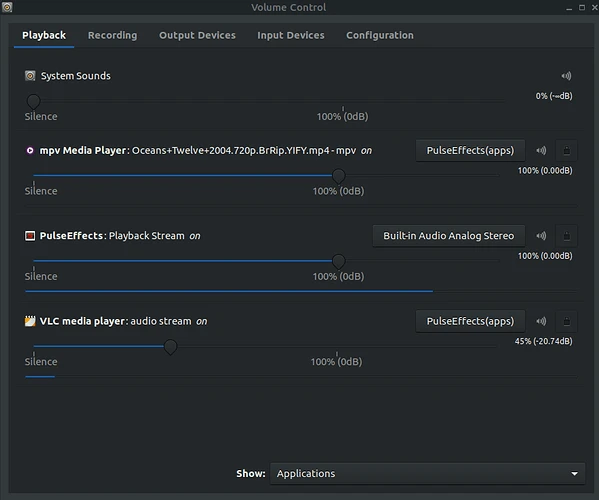 Volume Control
Playback Recording Output Devices Input Devices Configuration
System Sounds
0% (-∞dB)
Silence 100% (0dB)
mpv Media Player: Oceans+Twelve+2004.720p.BrRip.YIFY.mp4 - mpv on PulseEffects(apps)
100% (0.00dB)
Silence 100% (0dB)
PulseEffects: Playback Stream on Built-in Audio Analog Stereo
100% (0.00dB)
Silence 100% (0dB)
VLC media player: audio stream on PulseEffects(apps)
45% (-20.74dB)
Silence 100% (0dB)
Show: Applications